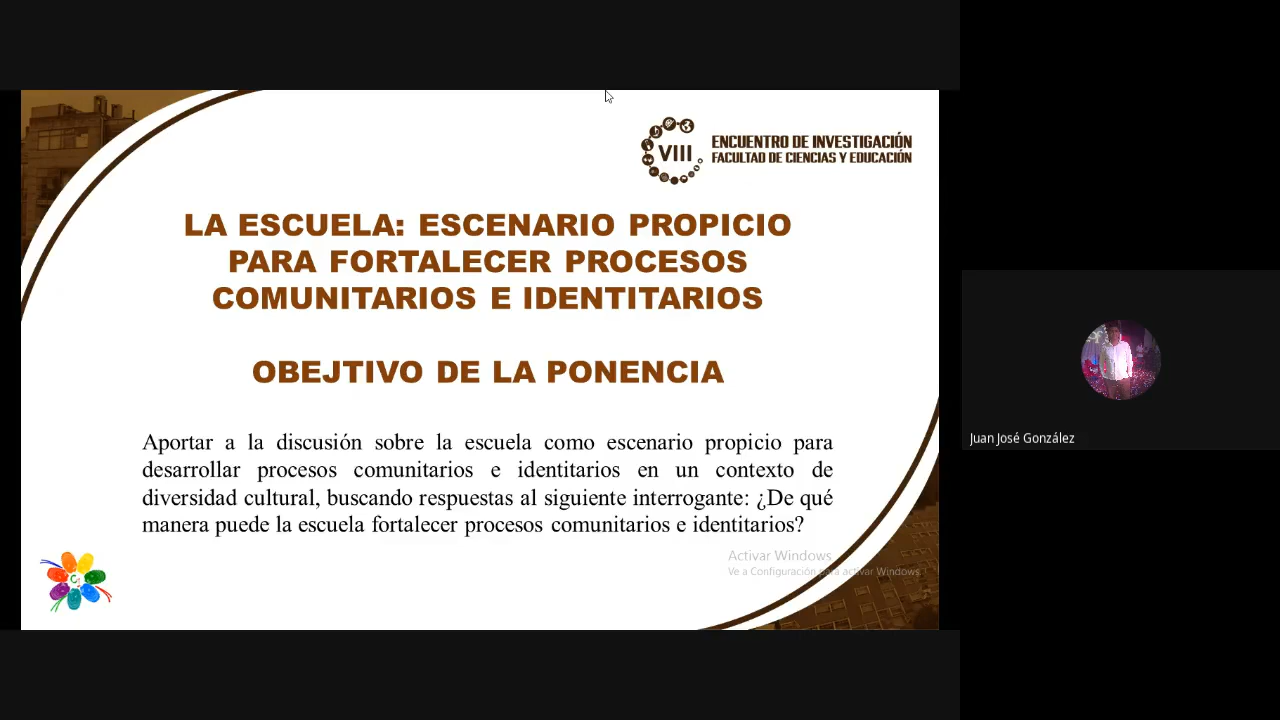 VIII
ENCUENTRO DE INVESTIGACIÓN
FACULTAD DE CIENCIAS Y EDUCACIÓN
LA ESCUELA: ESCENARIO PROPICIO
PARA FORTALECER PROCESOS
COMUNITARIOS E IDENTITARIOS
OBEJTIVO DE LA PONENCIA
Aportar a la discusión sobre la escuela como escenario propicio para
desarrollar procesos comunitarios e identitarios en un contexto de
diversidad cultural, buscando respuestas al siguiente interrogante: ¿De qué
manera puede la escuela fortalecer procesos comunitarios e identitarios?
Activar Windows
Ve a Configuración para activar Windows.
Juan José González